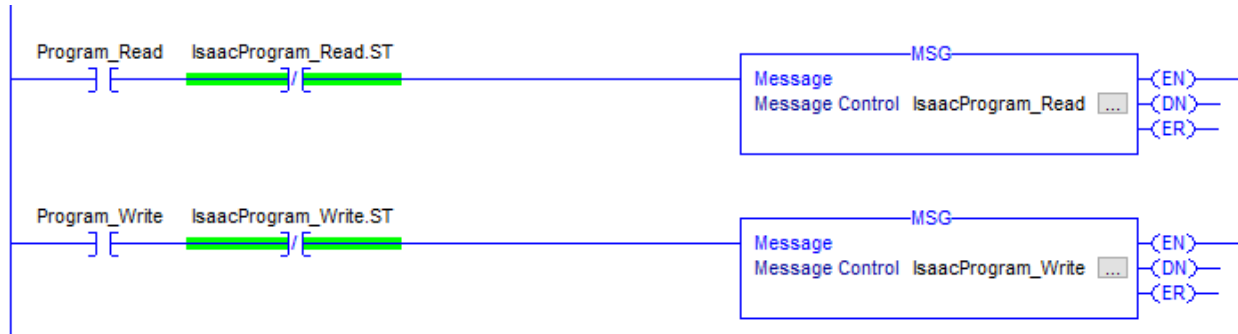 Program_Read IsaacProgram_Read.ST
MSG
Message
Message Control IsaacProgram_Read ...
EN
DN
ER
Program_Write IsaacProgram_Write.ST
MSG
Message
Message Control IsaacProgram_Write ...
EN
DN
ER